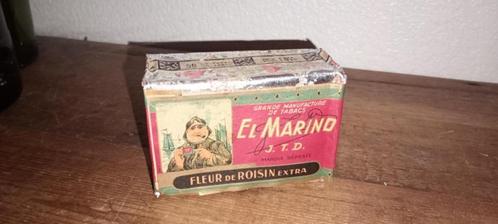 GRANDE MANUFACTURE
DE TABACS
EL MARINO
J.T.D.
MARQUE DÉPOSÉE
FLEUR DE ROISIN EXTRA